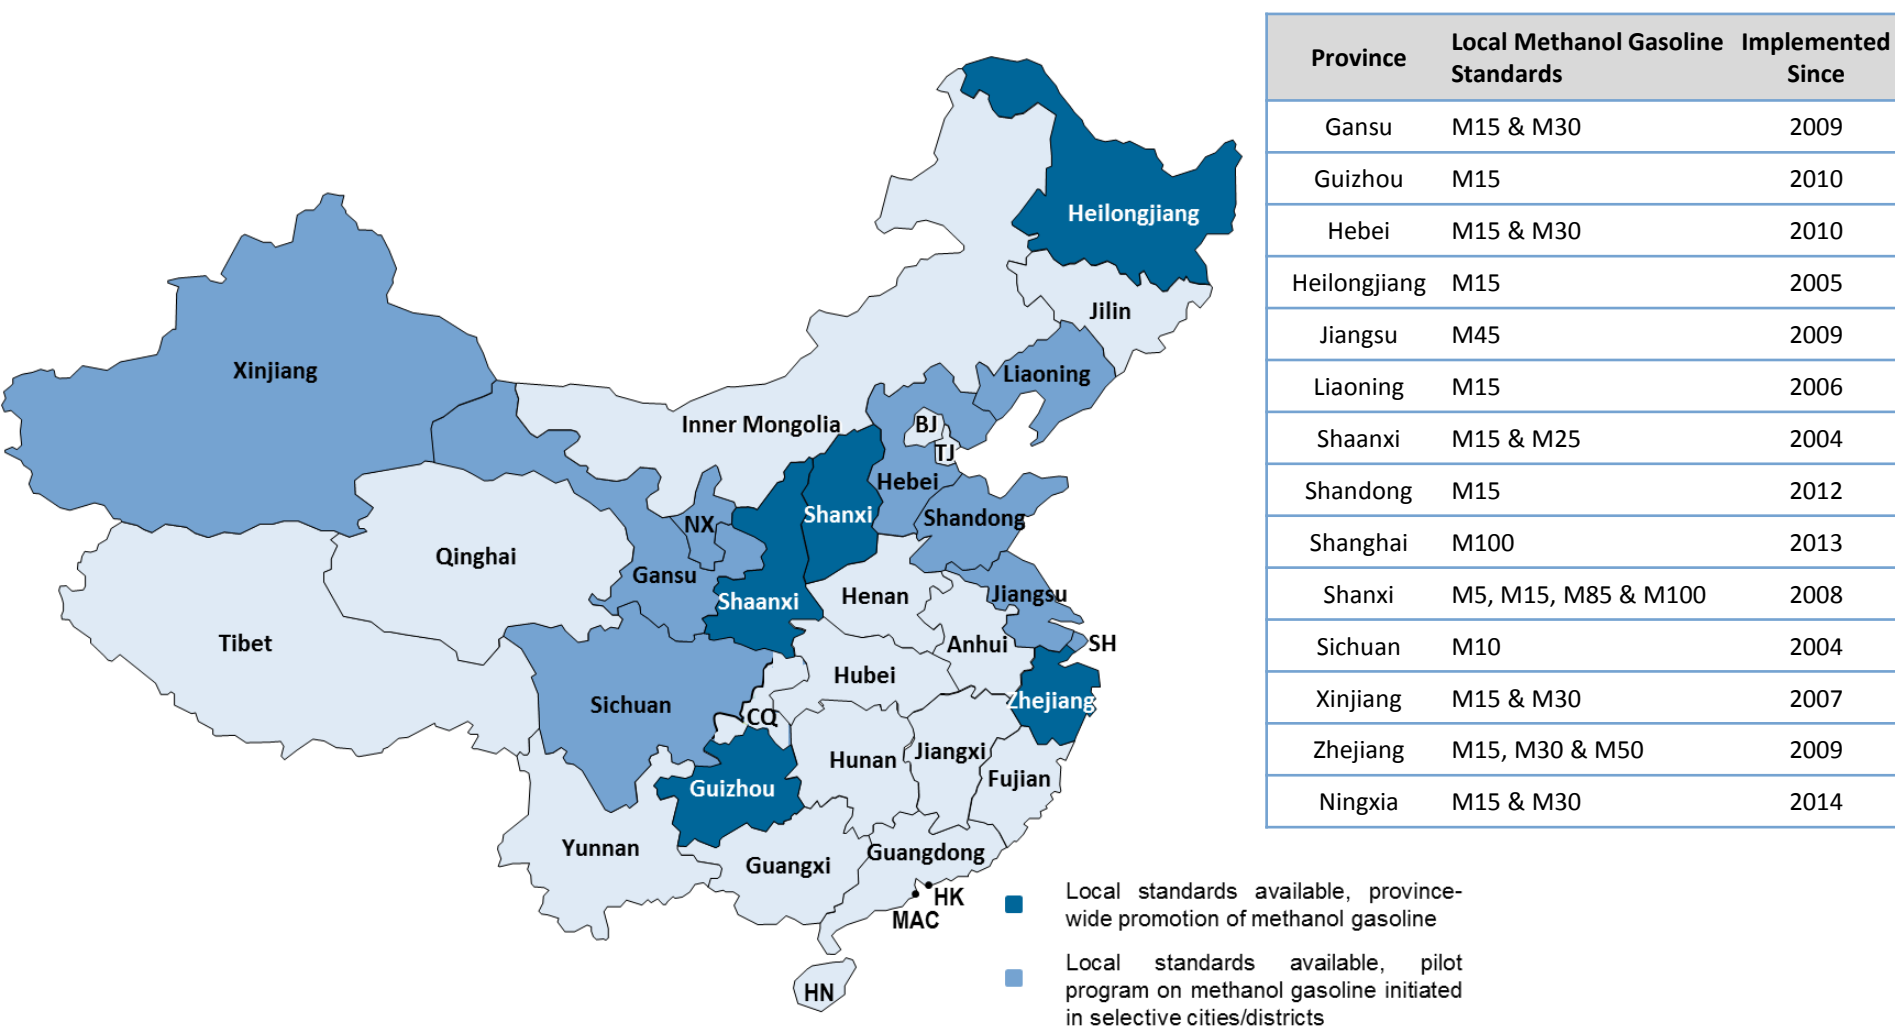 Province
Local Methanol Gasoline Standards
Implemented Since
Gansu M15 & M30 2009
Guizhou M15 2010
Hebei M15 & M30 2010
Heilongjiang M15 2005
Jiangsu M45 2009
Liaoning M15 2006
Shaanxi M15 & M25 2004
Shandong M15 2012
Shanghai M100 2013
Shanxi M5, M15, M85 & M100 2008
Sichuan M10 2004
Xinjiang M15 & M30 2007
Zhejiang M15, M30 & M50 2009
Ningxia M15 & M30 2014
Heilongjiang
Jilin
Xinjiang
Liaoning
Inner Mongolia
BJ
TJ
Hebei
Shanxi
Shandong
NX
Qinghai
Gansu
Shaanxi
Henan
Jiangsu
Tibet
Anhui
SH
Hubei
Sichuan
Zhejiang
CQ
Hunan
Jiangxi
Fujian
Guizhou
Yunnan
Guangxi
Guangdong
HK
MAC
HN
Local standards available, province-
wide promotion of methanol gasoline
Local standards available, pilot
program on methanol gasoline initiated
in selective cities/districts